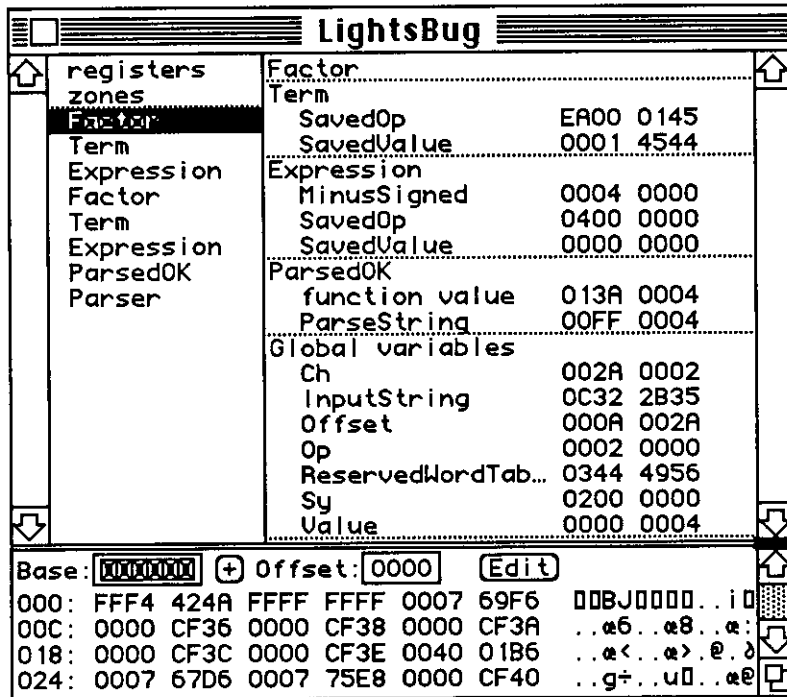 LightsBug
registers
zones
Factor
Term
Expression
Factor
Term
Expression
ParsedOK
Parser
Factor
Term
SavedOp EA00 0145
SavedValue 0001 4544
Expression
MinusSigned 0004 0000
SavedOp 0400 0000
SavedValue 0000 0000
ParsedOK
function value 013A 0004
ParseString 00FF 0004
Global variables
Ch 002A 0002
InputString 0C32 2B35
Offset 000A 002A
Op 0002 0000
ReservedWordTab... 0344 4956
Sy 0200 0000
Value 0000 0004
Base: 000000 + Offset: 0000 Edit
000: FFF4 424A FFFF FFFF 0007 69F6 ▯▯BJ▯▯▯▯..i▯
00C: 0000 CF36 0000 CF38 0000 CF3A ..œ6..œ8..œ:
018: 0000 CF3C 0000 CF3E 0040 01B6 ..œ<..œ>.@.∂
024: 0007 67D6 0007 75E8 0000 CF40 ..g÷..u▯..œ@